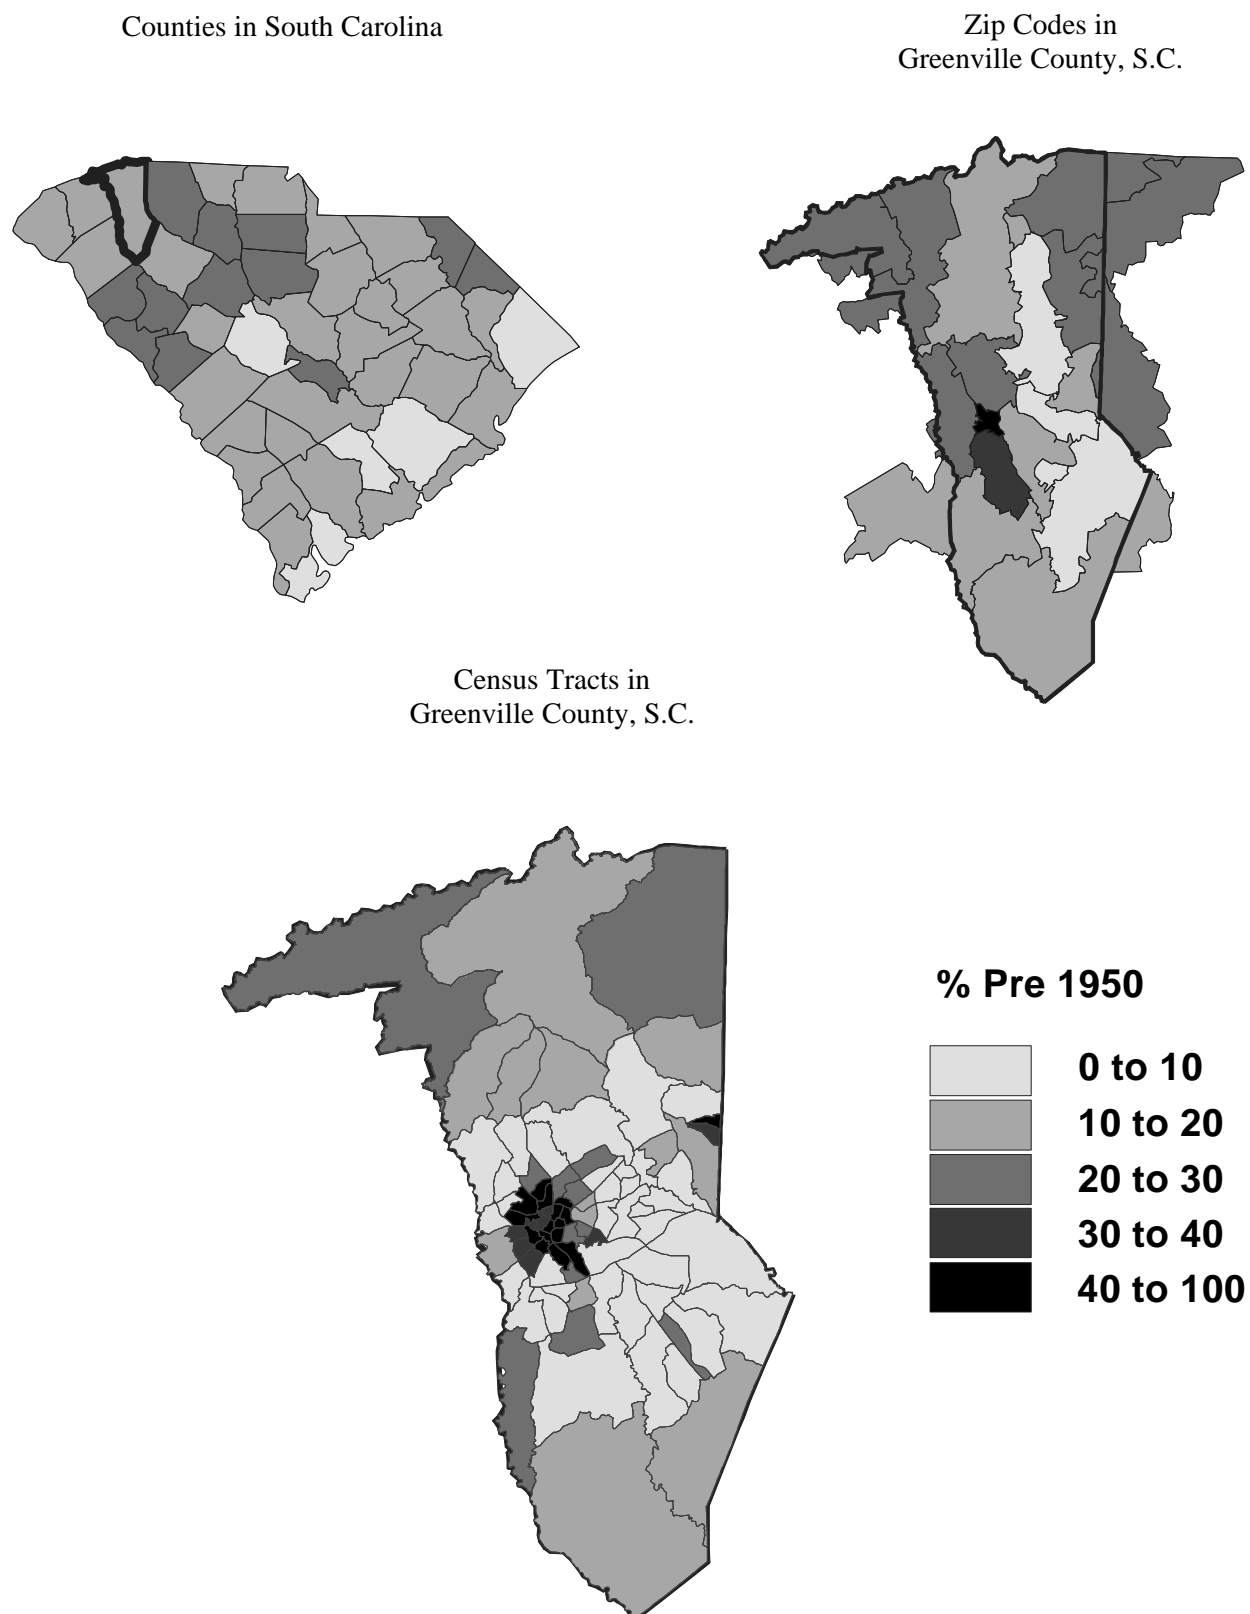 Counties in South Carolina
Zip Codes in
Greenville County, S.C.
Census Tracts in
Greenville County, S.C.
% Pre 1950
0 to 10
10 to 20
20 to 30
30 to 40
40 to 100